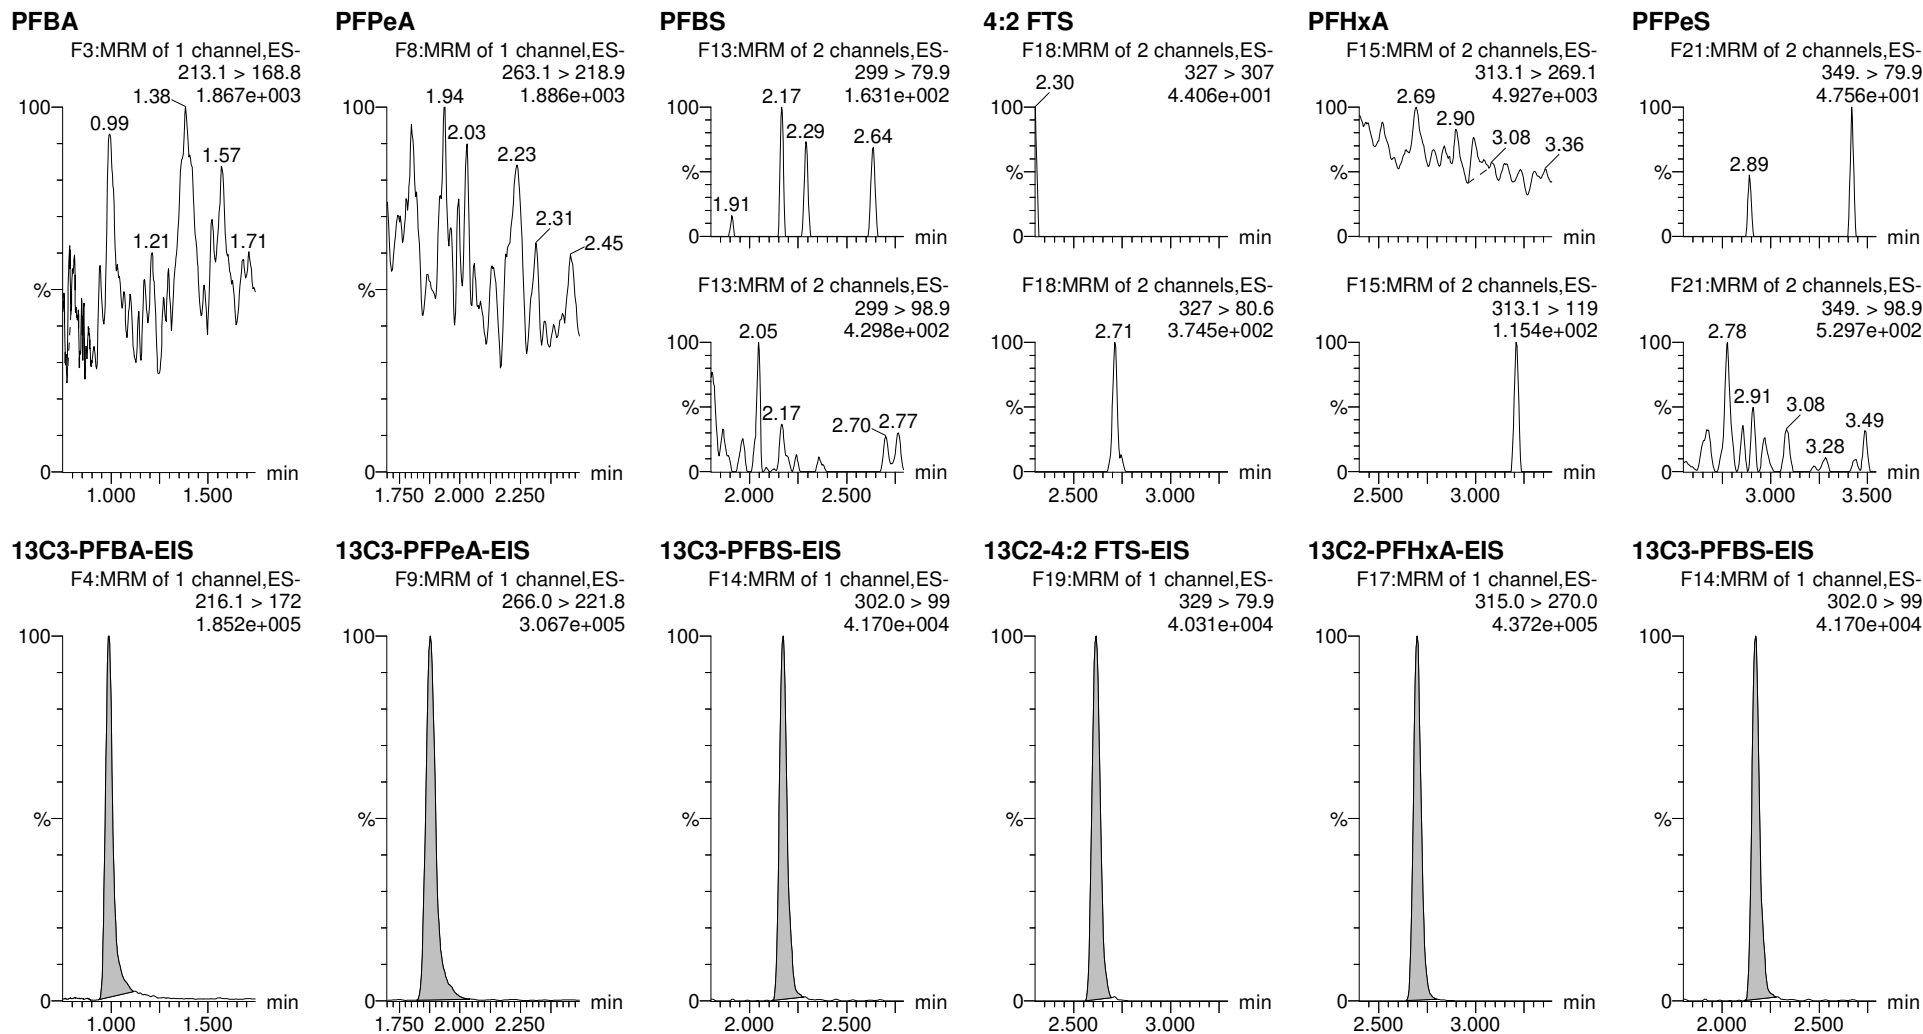 PFBA
F3:MRM of 1 channel,ES-
213.1 > 168.8
1.867e+003
100
1.38
0.99
1.57
1.21
1.71
%
0
min
1.000
1.500
PFPeA
F8:MRM of 1 channel,ES-
263.1 > 218.9
1.886e+003
100
1.94
2.03
2.23
2.31
2.45
%
0
min
1.750
2.000
2.250
PFBS
F13:MRM of 2 channels,ES-
299 > 79.9
1.631e+002
100
2.17
2.29
2.64
1.91
%
0
min
F13:MRM of 2 channels,ES-
299 > 98.9
4.298e+002
100
2.05
2.17
2.70
2.77
%
0
min
2.000
2.500
4:2 FTS
F18:MRM of 2 channels,ES-
327 > 307
4.406e+001
100
2.30
%
0
min
F18:MRM of 2 channels,ES-
327 > 80.6
3.745e+002
100
2.71
%
0
min
2.500
3.000
PFHxA
F15:MRM of 2 channels,ES-
313.1 > 269.1
4.927e+003
100
2.69
2.90
3.08
3.36
%
0
min
F15:MRM of 2 channels,ES-
313.1 > 119
1.154e+002
100
%
0
min
2.500
3.000
PFPeS
F21:MRM of 2 channels,ES-
349. > 79.9
4.756e+001
100
2.89
%
0
min
F21:MRM of 2 channels,ES-
349. > 98.9
5.297e+002
100
2.78
2.91
3.08
3.28
3.49
%
0
min
3.000
3.500
13C3-PFBA-EIS
F4:MRM of 1 channel,ES-
216.1 > 172
1.852e+005
100
%
0
min
1.000
1.500
13C3-PFPeA-EIS
F9:MRM of 1 channel,ES-
266.0 > 221.8
3.067e+005
100
%
0
min
1.750
2.000
2.250
13C3-PFBS-EIS
F14:MRM of 1 channel,ES-
302.0 > 99
4.170e+004
100
%
0
min
2.000
2.500
13C2-4:2 FTS-EIS
F19:MRM of 1 channel,ES-
329 > 79.9
4.031e+004
100
%
0
min
2.500
3.000
13C2-PFHxA-EIS
F17:MRM of 1 channel,ES-
315.0 > 270.0
4.372e+005
100
%
0
min
2.500
3.000
13C3-PFBS-EIS
F14:MRM of 1 channel,ES-
302.0 > 99
4.170e+004
100
%
0
min
2.000
2.500